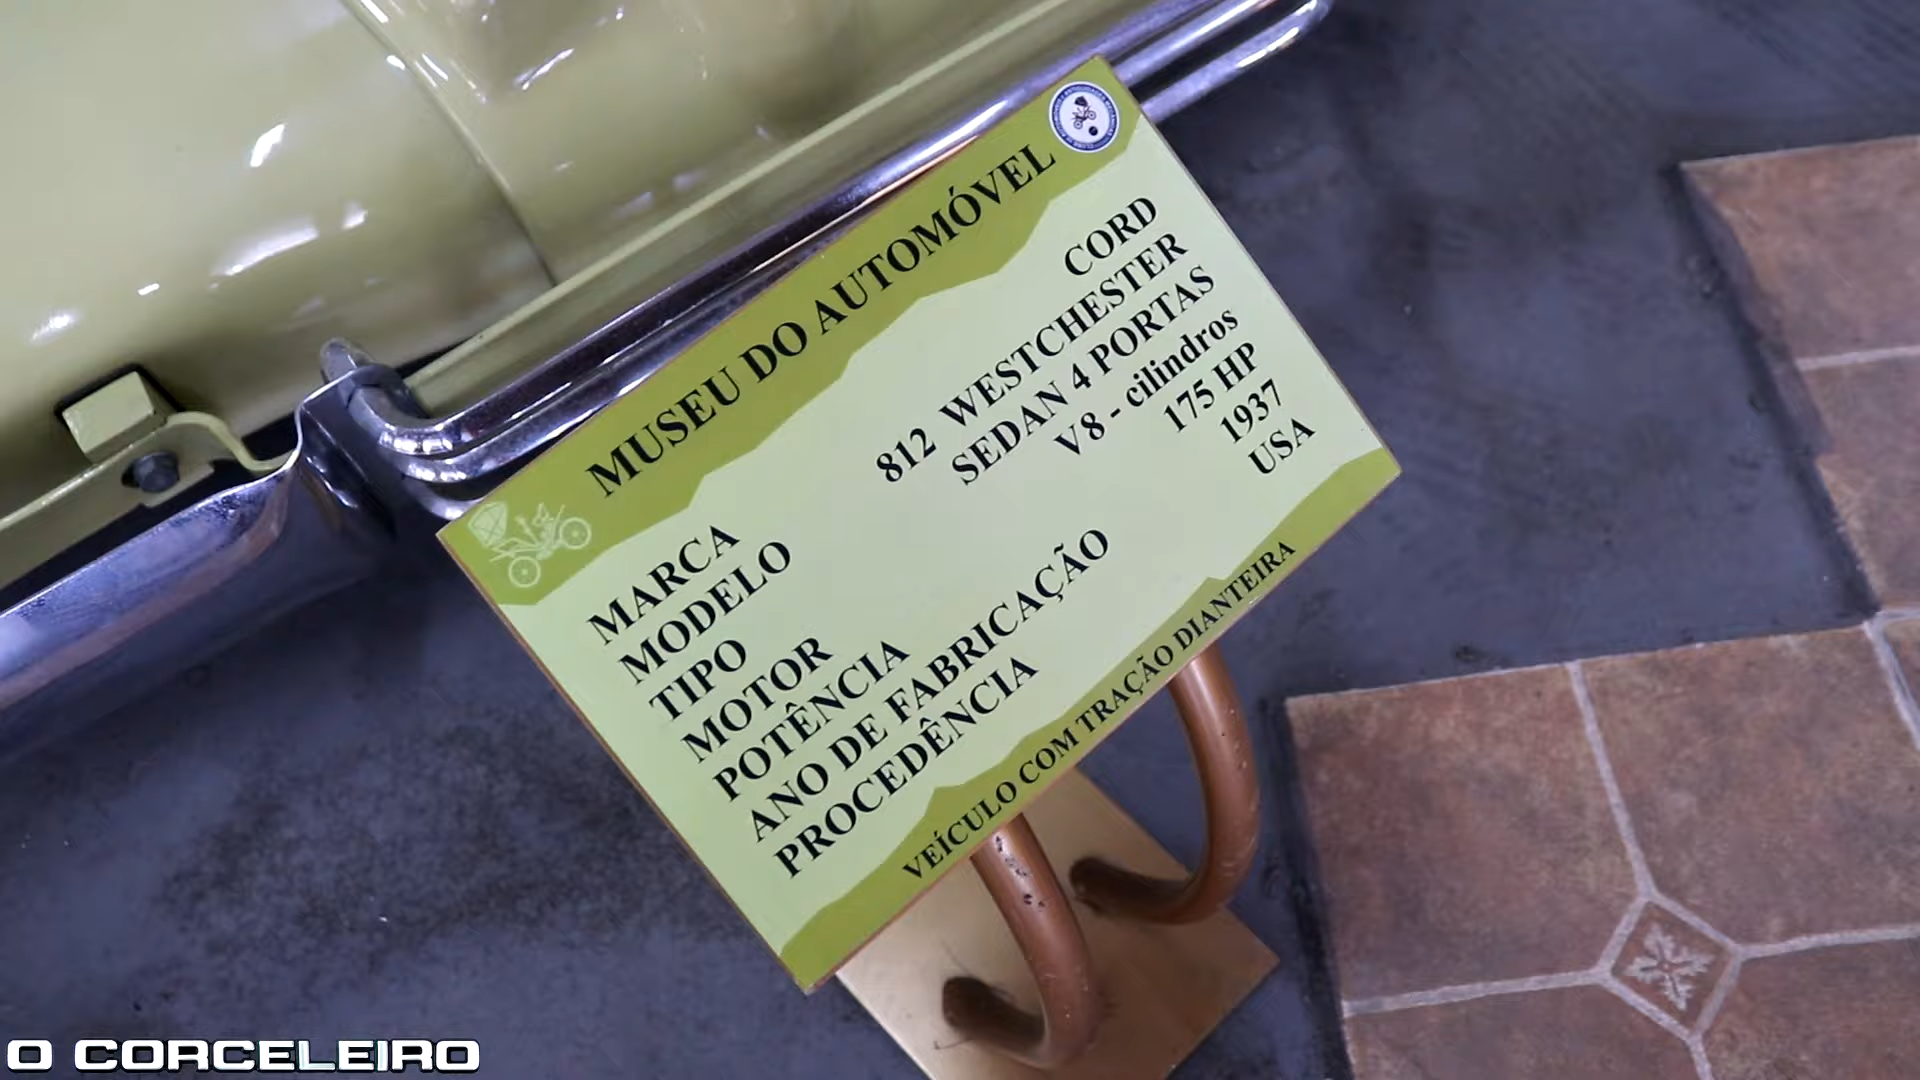 MUSEU DO AUTOMÓVEL
MARCA CORD
MODELO 812 WESTCHESTER
TIPO SEDAN 4 PORTAS
MOTOR V8 - cilindros
POTÊNCIA 175 HP
ANO DE FABRICAÇÃO 1937
PROCEDÊNCIA USA
VEÍCULO COM TRAÇÃO DIANTEIRA
O CORCELEIRO